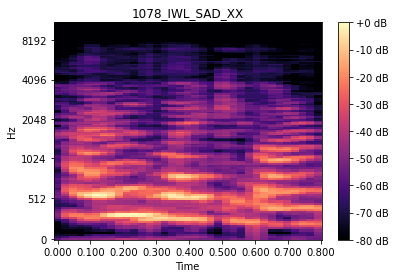 1078_IWL_SAD_XX
+0 dB
8192
-10 dB
4096
-20 dB
-30 dB
2048
Hz
-40 dB
1024
-50 dB
512
-60 dB
-70 dB
0
-80 dB
0.000 0.100 0.200 0.300 0.400 0.500 0.600 0.700 0.800
Time